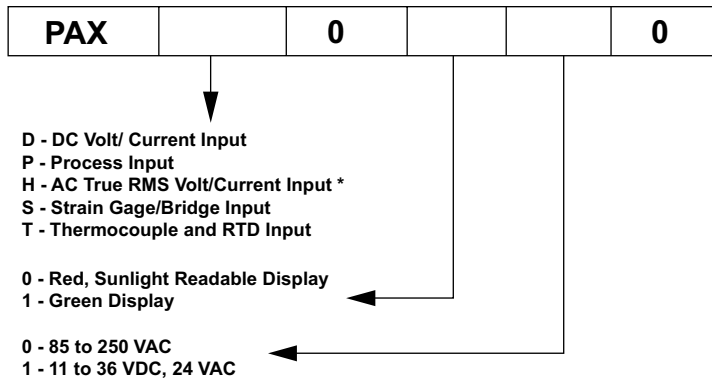 PAX 0 0
D - DC Volt/ Current Input
P - Process Input
H - AC True RMS Volt/Current Input *
S - Strain Gage/Bridge Input
T - Thermocouple and RTD Input
0 - Red, Sunlight Readable Display
1 - Green Display
0 - 85 to 250 VAC
1 - 11 to 36 VDC, 24 VAC